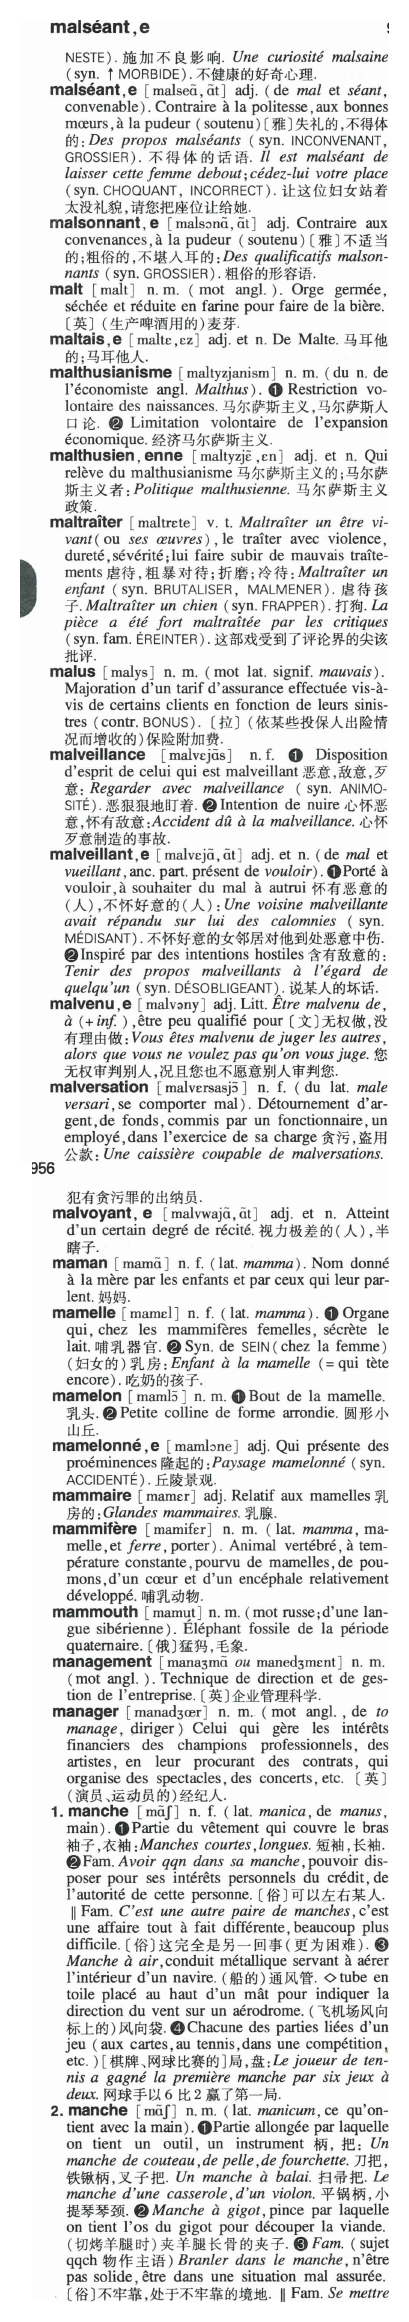 malséant, e
NESTE). 施加不良影响. Une curiosité malsaine
(syn. ↑ MORBIDE). 不健康的好奇心理.
malséant, e [malseɑ̃, ɑ̃t] adj. (de mal et séant,
convenable). Contraire à la politesse, aux bonnes
mœurs, à la pudeur (soutenu)〔雅〕失礼的,不得体
的: Des propos malséants (syn. INCONVENANT,
GROSSIER). 不得体的话语. Il est malséant de
laisser cette femme debout; cédez-lui votre place
(syn. CHOQUANT, INCORRECT). 让这位妇女站着
太没礼貌,请您把座位让给她.
malsonnant, e [malsɔnɑ̃, ɑ̃t] adj. Contraire aux
convenances, à la pudeur (soutenu)〔雅〕不适当
的;粗俗的,不堪入耳的: Des qualificatifs malson-
nants (syn. GROSSIER). 粗俗的形容语.
malt [malt] n. m. (mot angl.). Orge germée,
séchée et réduite en farine pour faire de la bière.
〔英〕(生产啤酒用的)麦芽.
maltais, e [maltɛ, ɛz] adj. et n. De Malte. 马耳他
的;马耳他人.
malthusianisme [maltyzjanism] n. m. (du n. de
l'économiste angl. Malthus). ❶ Restriction vo-
lontaire des naissances. 马尔萨斯主义,马尔萨斯人
口论. ❷ Limitation volontaire de l'expansion
économique. 经济马尔萨斯主义.
malthusien, enne [maltyzjɛ̃, ɛn] adj. et n. Qui
relève du malthusianisme 马尔萨斯主义的;马尔萨
斯主义者: Politique malthusienne. 马尔萨斯主义
政策.
maltraîter [maltrɛte] v. t. Maltraîter un être vi-
vant (ou ses œuvres), le traîter avec violence,
dureté, sévérité; lui faire subir de mauvais traîte-
ments 虐待,粗暴对待;折磨;冷待: Maltraîter un
enfant (syn. BRUTALISER, MALMENER). 虐待孩
子. Maltraîter un chien (syn. FRAPPER). 打狗. La
pièce a été fort maltraîtée par les critiques
(syn. fam. ÉREINTER). 这部戏受到了评论界的尖锐
批评.
malus [malys] n. m. (mot lat. signif. mauvais).
Majoration d'un tarif d'assurance effectuée vis-à-
vis de certains clients en fonction de leurs sinis-
tres (contr. BONUS).〔拉〕(依某些投保人出险情
况而增收的)保险附加费.
malveillance [malvɛjɑ̃s] n. f. ❶ Disposition
d'esprit de celui qui est malveillant 恶意,敌意,歹
意: Regarder avec malveillance (syn. ANIMO-
SITÉ). 恶狠狠地盯着. ❷ Intention de nuire 心怀恶
意,怀有敌意: Accident dû à la malveillance. 心怀
歹意制造的事故.
malveillant, e [malvɛjɑ̃, ɑ̃t] adj. et n. (de mal et
vueillant, anc. part. présent de vouloir). ❶ Porté à
vouloir, à souhaiter du mal à autrui 怀有恶意的
(人),不怀好意的(人): Une voisine malveillante
avait répandu sur lui des calomnies (syn.
MÉDISANT). 不怀好意的女邻居对他到处恶意中伤.
❷ Inspiré par des intentions hostiles 含有敌意的:
Tenir des propos malveillants à l'égard de
quelqu'un (syn. DÉSOBLIGEANT). 说某人的坏话.
malvenu, e [malvəny] adj. Litt. Être malvenu de,
à (+ inf.), être peu qualifié pour〔文〕无权做,没
有理由做: Vous êtes malvenu de juger les autres,
alors que vous ne voulez pas qu'on vous juge. 您
无权审判别人,况且您也不愿意别人审判您.
malversation [malvɛrsasjɔ̃] n. f. (du lat. male
versari, se comporter mal). Détournement d'ar-
gent, de fonds, commis par un fonctionnaire, un
employé, dans l'exercice de sa charge 贪污,盗用
公款: Une caissière coupable de malversations.
956
犯有贪污罪的出纳员.
malvoyant, e [malvwajɑ̃, ɑ̃t] adj. et n. Atteint
d'un certain degré de récité. 视力极差的(人),半
瞎子.
maman [mamɑ̃] n. f. (lat. mamma). Nom donné
à la mère par les enfants et par ceux qui leur par-
lent. 妈妈.
mamelle [mamɛl] n. f. (lat. mamma). ❶ Organe
qui, chez les mammifères femelles, sécrète le
lait. 哺乳器官. ❷ Syn. de SEIN (chez la femme)
(妇女的)乳房: Enfant à la mamelle (= qui tète
encore). 吃奶的孩子.
mamelon [mamlɔ̃] n. m. ❶ Bout de la mamelle.
乳头. ❷ Petite colline de forme arrondie. 圆形小
山丘.
mamelonné, e [mamlɔne] adj. Qui présente des
proéminences 隆起的: Paysage mamelonné (syn.
ACCIDENTÉ). 丘陵景观.
mammaire [mamɛr] adj. Relatif aux mamelles 乳
房的: Glandes mammaires. 乳腺.
mammifère [mamifɛr] n. m. (lat. mamma, ma-
melle, et ferre, porter). Animal vertébré, à tem-
pérature constante, pourvu de mamelles, de pou-
mons, d'un cœur et d'un encéphale relativement
développé. 哺乳动物.
mammouth [mamut] n. m. (mot russe; d'une lan-
gue sibérienne). Éléphant fossile de la période
quaternaire.〔俄〕猛犸,毛象.
management [manaʒmɑ̃ ou manedʒmɛnt] n. m.
(mot angl.). Technique de direction et de ges-
tion de l'entreprise.〔英〕企业管理科学.
manager [manadʒœr] n. m. (mot angl., de to
manage, diriger) Celui qui gère les intérêts
financiers des champions professionnels, des
artistes, en leur procurant des contrats, qui
organise des spectacles, des concerts, etc.〔英〕
(演员、运动员的)经纪人.
1. manche [mɑ̃ʃ] n. f. (lat. manica, de manus,
main). ❶ Partie du vêtement qui couvre le bras
袖子,衣袖: Manches courtes, longues. 短袖,长袖.
❷ Fam. Avoir qqn dans sa manche, pouvoir dis-
poser pour ses intérêts personnels du crédit, de
l'autorité de cette personne.〔俗〕可以左右某人.
‖ Fam. C'est une autre paire de manches, c'est
une affaire tout à fait différente, beaucoup plus
difficile.〔俗〕这完全是另一回事(更为困难). ❸
Manche à air, conduit métallique servant à aérer
l'intérieur d'un navire. (船的)通风管. ◇ tube en
toile placé au haut d'un mât pour indiquer la
direction du vent sur un aérodrome. (飞机场风向
标上的)风向袋. ❹ Chacune des parties liées d'un
jeu (aux cartes, au tennis, dans une compétition,
etc.)[棋牌、网球比赛的]局,盘: Le joueur de ten-
nis a gagné la première manche par six jeux à
deux. 网球手以 6 比 2 赢了第一局.
2. manche [mɑ̃ʃ] n. m. (lat. manicum, ce qu'on-
tient avec la main). ❶ Partie allongée par laquelle
on tient un outil, un instrument 柄, 把: Un
manche de couteau, de pelle, de fourchette. 刀把,
铁锹柄,叉子把. Un manche à balai. 扫帚把. Le
manche d'une casserole, d'un violon. 平锅柄,小
提琴琴颈. ❷ Manche à gigot, pince par laquelle
on tient l'os du gigot pour découper la viande.
(切烤羊腿时)夹羊腿长骨的夹子. ❸ Fam. (sujet
qqch 物作主语) Branler dans le manche, n'être
pas solide, être dans une situation mal assurée.
〔俗〕不牢靠,处于不牢靠的境地. ‖ Fam. Se mettre